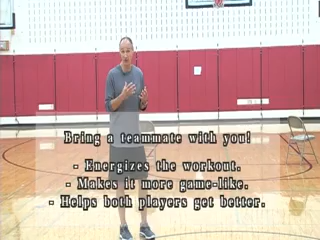 Bring a teammate with you!
- Energizes the workout.
- Makes it more game-like.
- Helps both players get better.